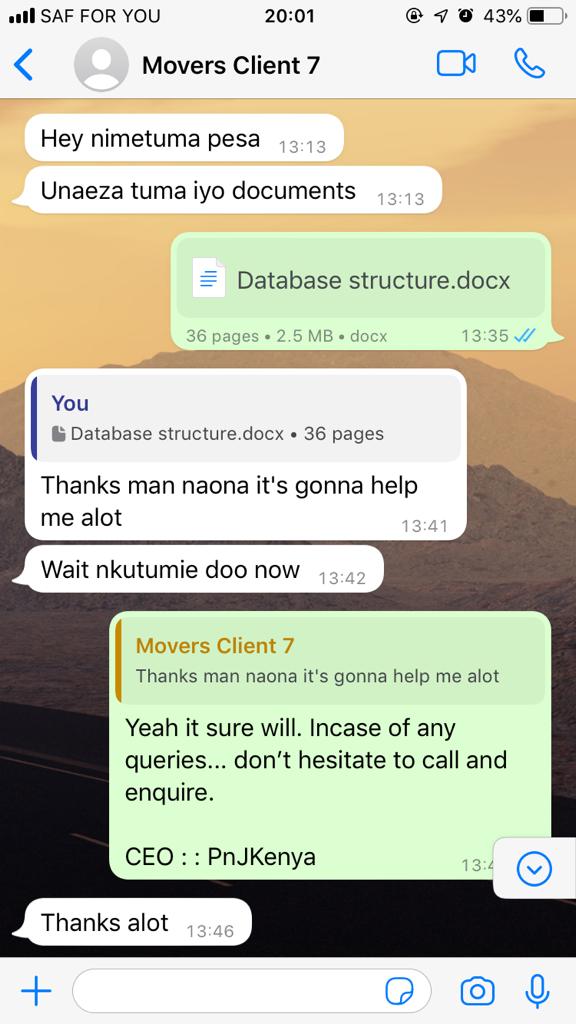 SAF FOR YOU 20:01 43%
Movers Client 7
Hey nimetuma pesa 13:13
Unaeza tuma iyo documents 13:13
Database structure.docx
36 pages • 2.5 MB • docx 13:35
You
Database structure.docx • 36 pages
Thanks man naona it's gonna help
me alot 13:41
Wait nkutumie doo now 13:42
Movers Client 7
Thanks man naona it's gonna help me alot
Yeah it sure will. Incase of any
queries... don’t hesitate to call and
enquire.
CEO : : PnJKenya
Thanks alot 13:46